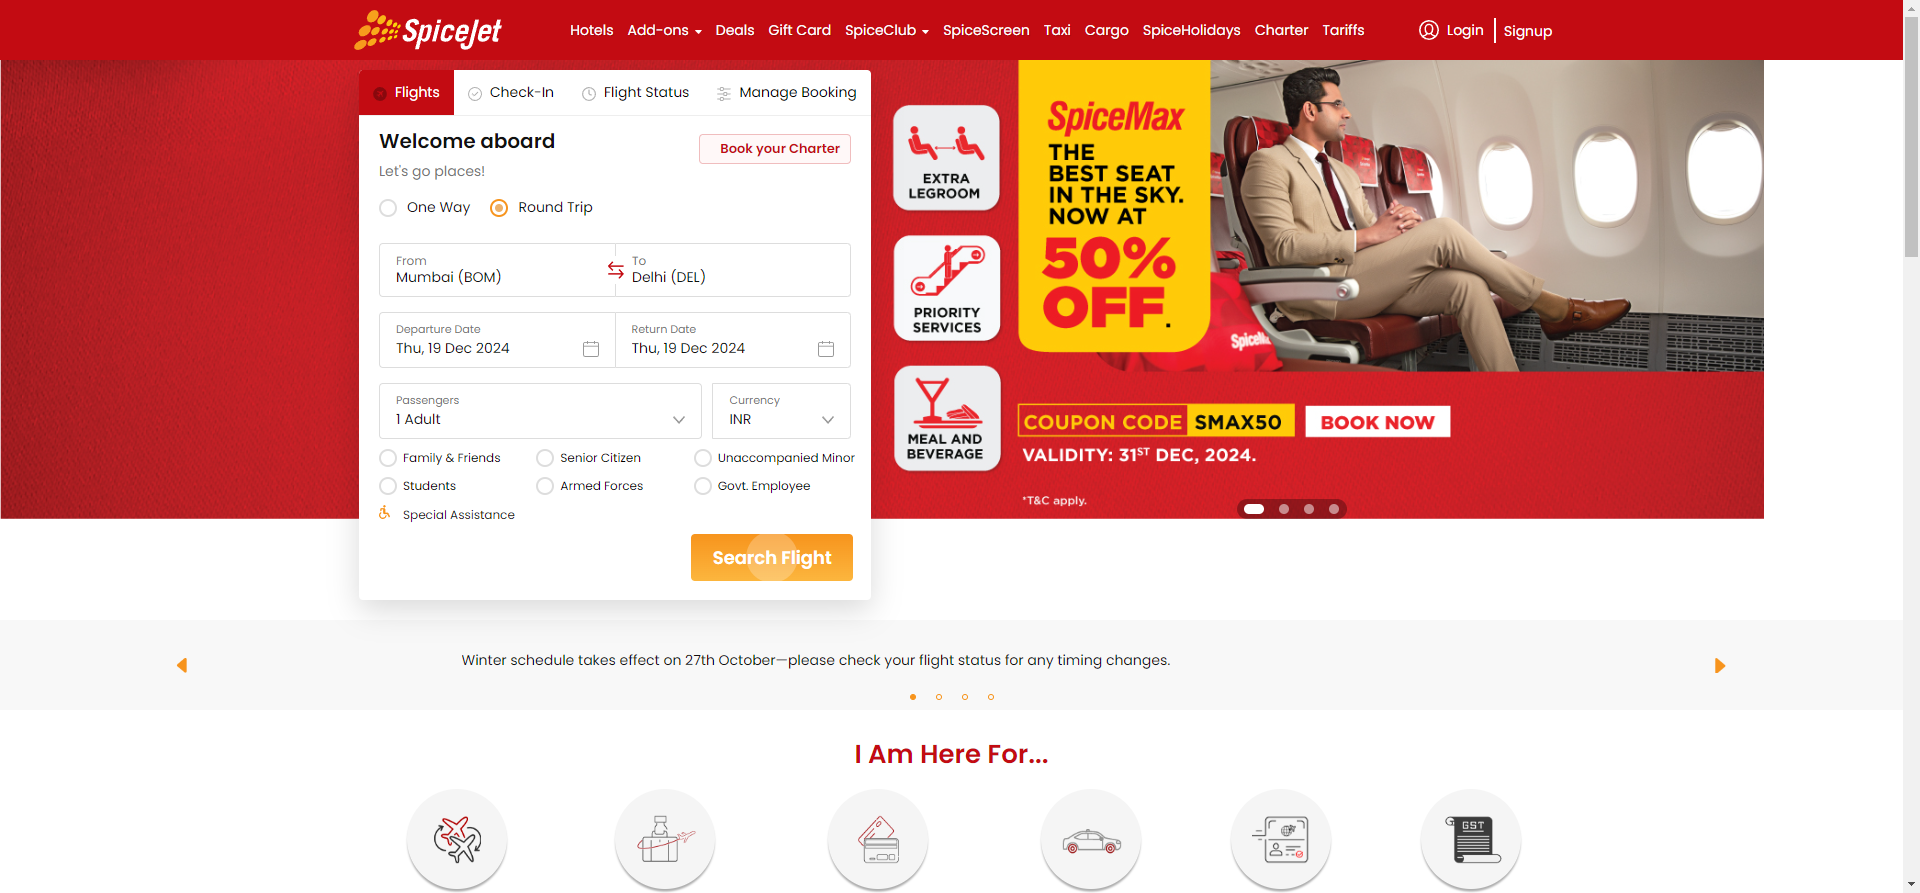 SpiceJet
Hotels Add-ons Deals Gift Card SpiceClub SpiceScreen Taxi Cargo SpiceHolidays Charter Tariffs Login Signup
Flights Check-In Flight Status Manage Booking
Welcome aboard
Book your Charter
Let's go places!
One Way Round Trip
From
Mumbai (BOM)
To
Delhi (DEL)
Departure Date
Thu, 19 Dec 2024
Return Date
Thu, 19 Dec 2024
Passengers
1 Adult
Currency
INR
Family & Friends Senior Citizen Unaccompanied Minor
Students Armed Forces Govt. Employee
Special Assistance
Search Flight
EXTRA
LEGROOM
PRIORITY
SERVICES
MEAL AND
BEVERAGE
SpiceMax
THE
BEST SEAT
IN THE SKY.
NOW AT
50%
OFF.
COUPON CODE SMAX50 BOOK NOW
VALIDITY: 31ST DEC, 2024.
*T&C apply.
Winter schedule takes effect on 27th October—please check your flight status for any timing changes.
I Am Here For...
GST